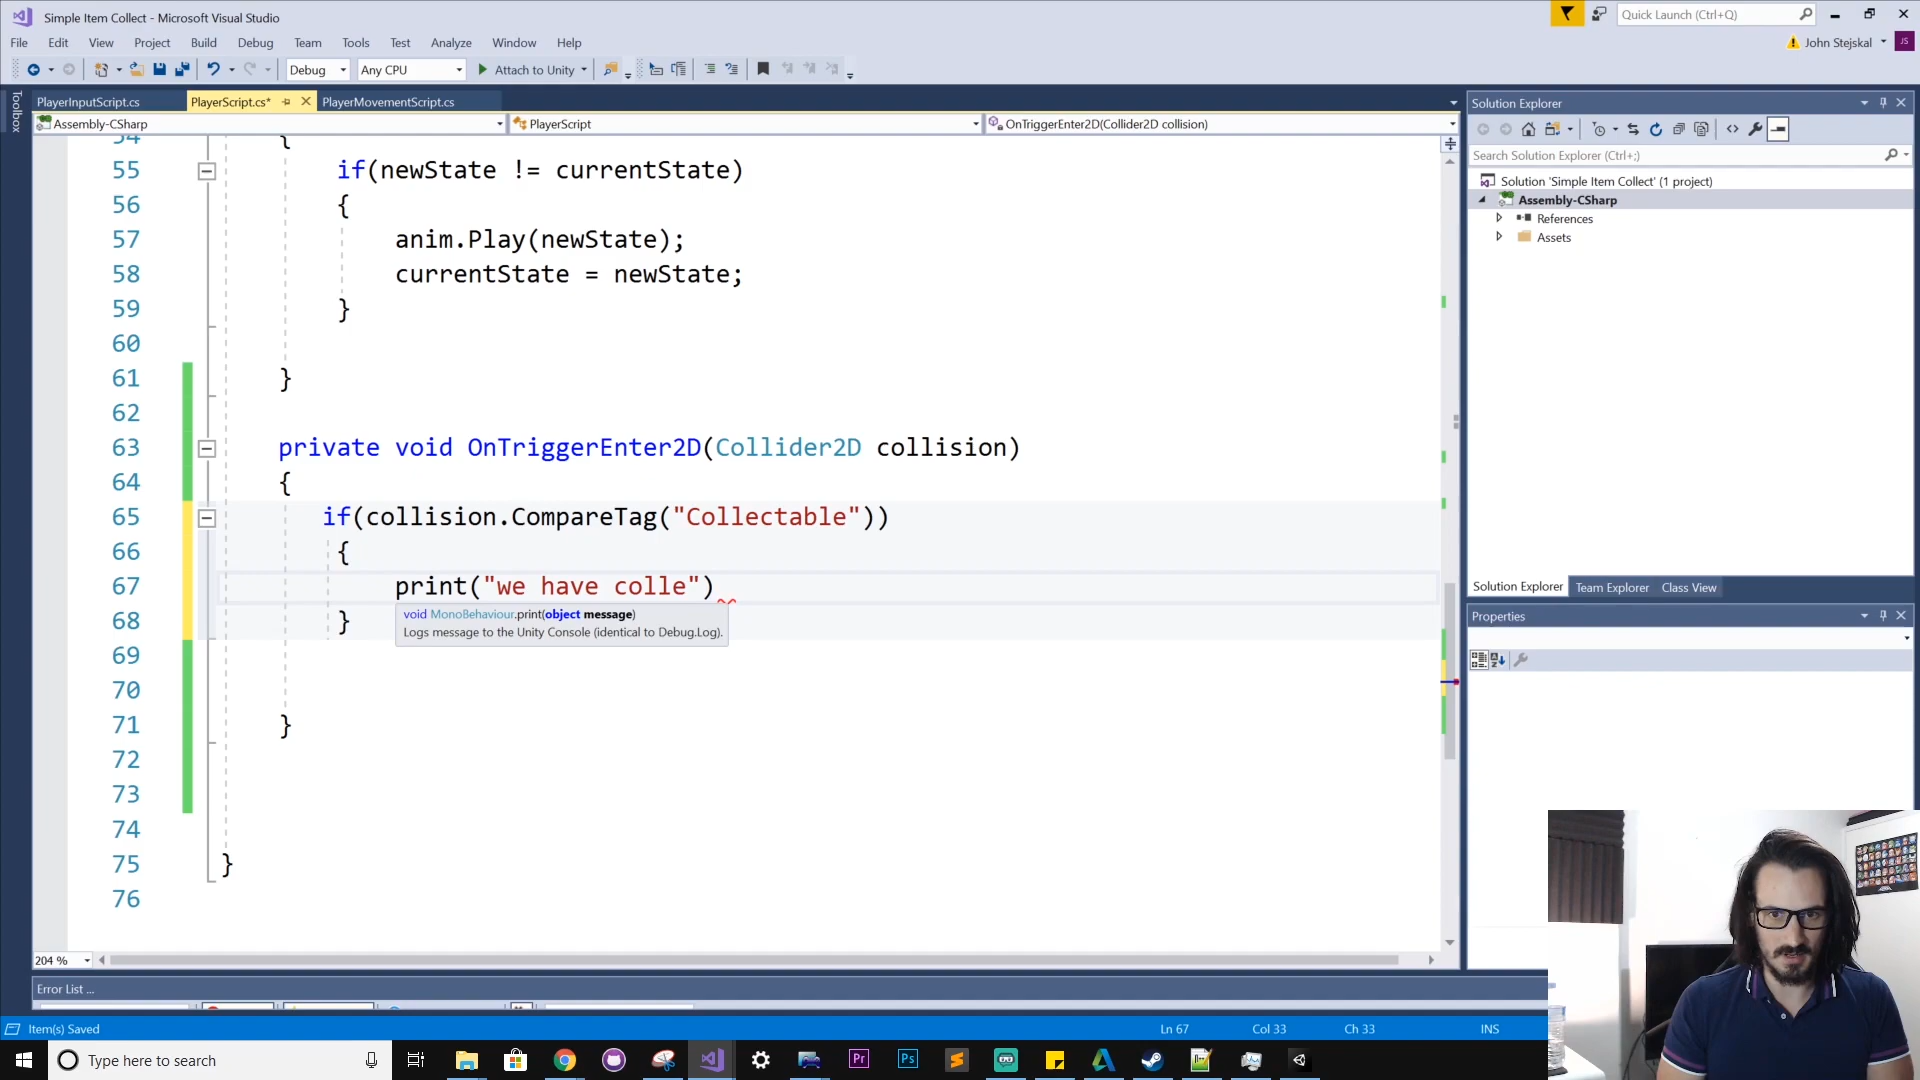 Simple Item Collect - Microsoft Visual Studio
Quick Launch (Ctrl+Q)
File Edit View Project Build Debug Team Tools Test Analyze Window Help
John Stejskal JS
Debug Any CPU Attach to Unity
Toolbox
PlayerInputScript.cs PlayerScript.cs* PlayerMovementScript.cs
Assembly-CSharp PlayerScript OnTriggerEnter2D(Collider2D collision)
54 {
55 if(newState != currentState)
56 {
57 anim.Play(newState);
58 currentState = newState;
59 }
60
61 }
62
63 private void OnTriggerEnter2D(Collider2D collision)
64 {
65 if(collision.CompareTag("Collectable"))
66 {
67 print("we have colle")
void MonoBehaviour.print(object message)
Logs message to the Unity Console (identical to Debug.Log).
68 }
69
70
71 }
72
73
74
75 }
76
204 %
Error List ...
Solution Explorer
Search Solution Explorer (Ctrl+;)
Solution 'Simple Item Collect' (1 project)
Assembly-CSharp
References
Assets
Solution Explorer Team Explorer Class View
Properties
Item(s) Saved Ln 67 Col 33 Ch 33 INS
Type here to search
Pr Ps